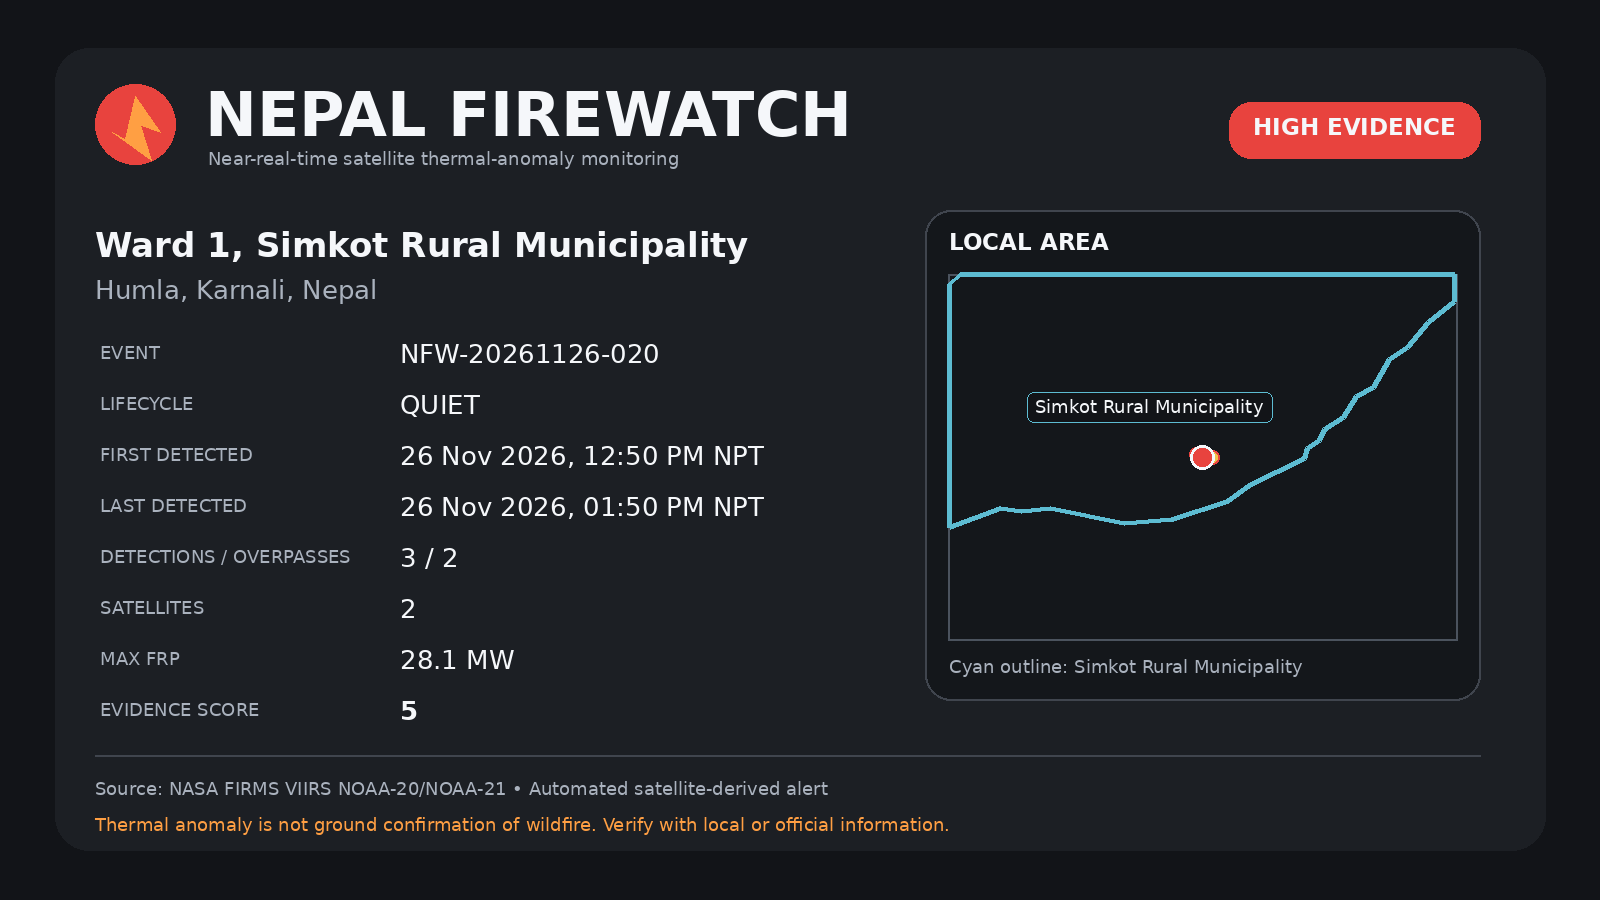 NEPAL FIREWATCH
Near-real-time satellite thermal-anomaly monitoring
HIGH EVIDENCE
Ward 1, Simkot Rural Municipality
Humla, Karnali, Nepal
EVENT NFW-20261126-020
LIFECYCLE QUIET
FIRST DETECTED 26 Nov 2026, 12:50 PM NPT
LAST DETECTED 26 Nov 2026, 01:50 PM NPT
DETECTIONS / OVERPASSES 3 / 2
SATELLITES 2
MAX FRP 28.1 MW
EVIDENCE SCORE 5
LOCAL AREA
Simkot Rural Municipality
Cyan outline: Simkot Rural Municipality
Source: NASA FIRMS VIIRS NOAA-20/NOAA-21 • Automated satellite-derived alert
Thermal anomaly is not ground confirmation of wildfire. Verify with local or official information.